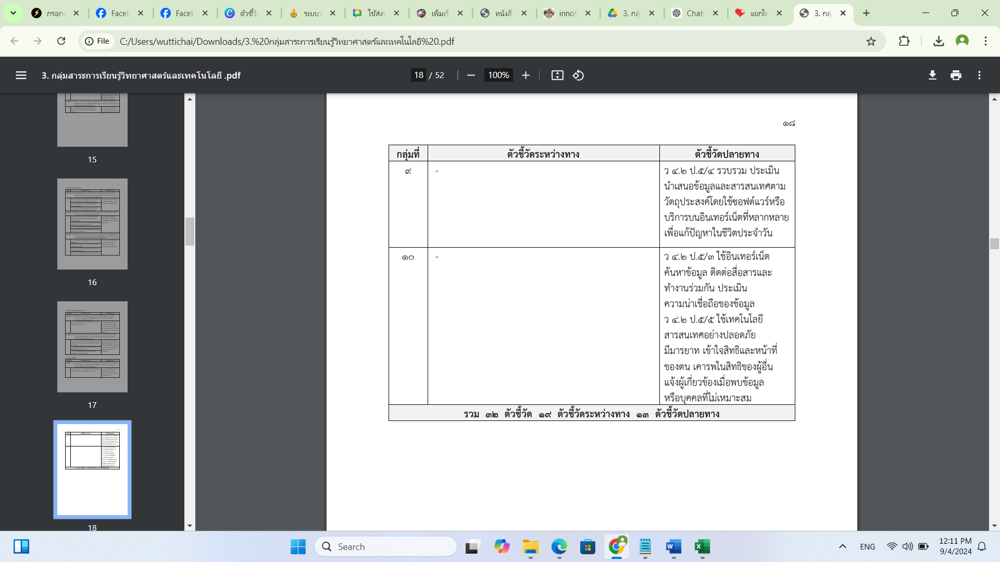 กรอก
Faceb
Faceb
ตัวชี้วั
ระบบ
ใช้ส่ง
เพิ่มเรื่
หนังสื
innot
3. กลุ่
Chat
แยกไฟ
3. กลุ่
File
C:/Users/wuttichai/Downloads/3.%20กลุ่มสาระการเรียนรู้วิทยาศาสตร์และเทคโนโลยี%20.pdf
3. กลุ่มสาระการเรียนรู้วิทยาศาสตร์และเทคโนโลยี .pdf
18 / 52
100%
15
16
17
18
๑๘
กลุ่มที่ ตัวชี้วัดระหว่างทาง ตัวชี้วัดปลายทาง
๙ - ว ๔.๒ ป.๕/๔ รวบรวม ประเมิน
นำเสนอข้อมูลและสารสนเทศตาม
วัตถุประสงค์โดยใช้ซอฟต์แวร์หรือ
บริการบนอินเทอร์เน็ตที่หลากหลาย
เพื่อแก้ปัญหาในชีวิตประจำวัน
๑๐ - ว ๔.๒ ป.๕/๓ ใช้อินเทอร์เน็ต
ค้นหาข้อมูล ติดต่อสื่อสารและ
ทำงานร่วมกัน ประเมิน
ความน่าเชื่อถือของข้อมูล
ว ๔.๒ ป.๕/๕ ใช้เทคโนโลยี
สารสนเทศอย่างปลอดภัย
มีมารยาท เข้าใจสิทธิและหน้าที่
ของตน เคารพในสิทธิของผู้อื่น
แจ้งผู้เกี่ยวข้องเมื่อพบข้อมูล
หรือบุคคลที่ไม่เหมาะสม
รวม ๓๒ ตัวชี้วัด ๑๙ ตัวชี้วัดระหว่างทาง ๑๓ ตัวชี้วัดปลายทาง
Search
ENG
12:11 PM
9/4/2024